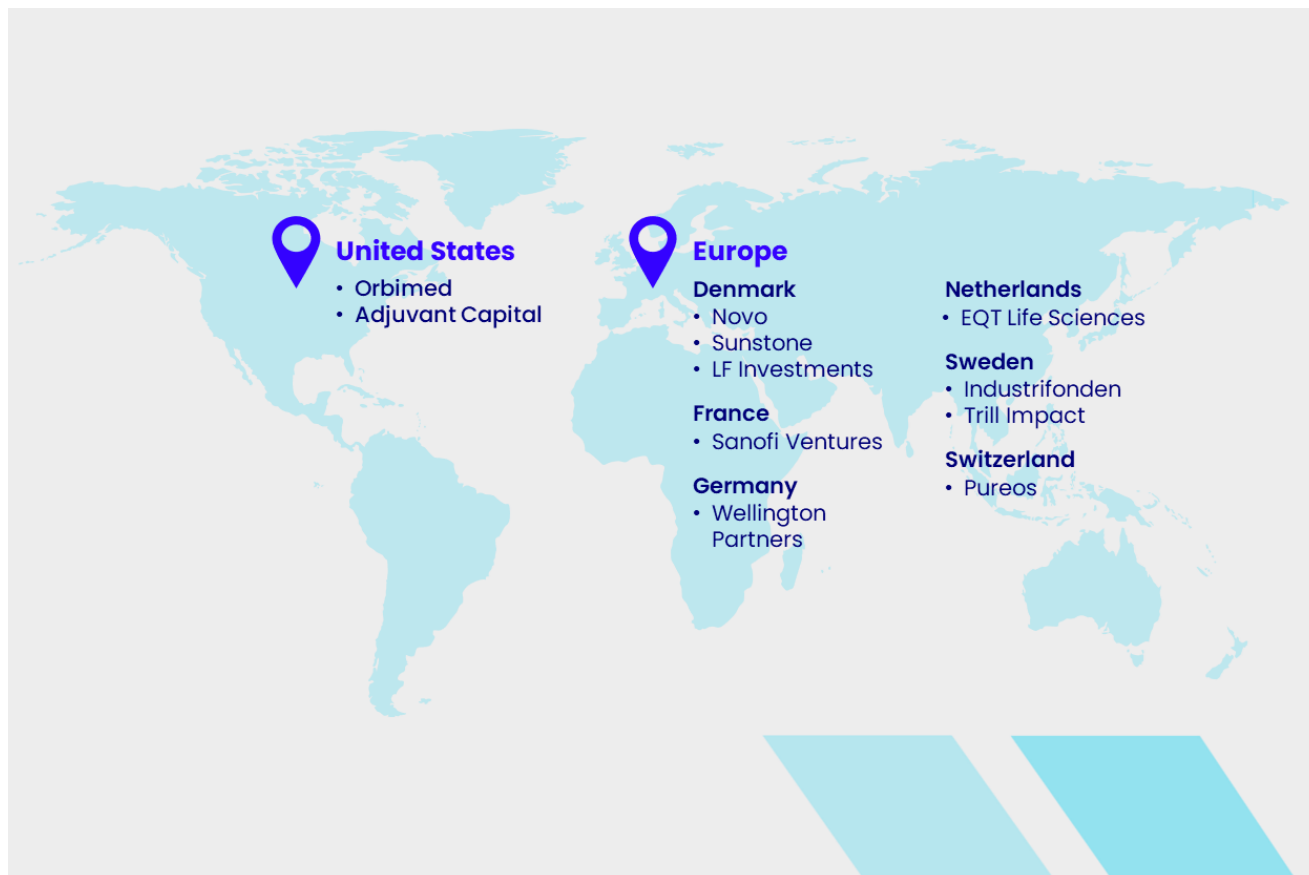 United States
• Orbimed
• Adjuvant Capital
Europe
Denmark
• Novo
• Sunstone
• LF Investments
France
• Sanofi Ventures
Germany
• Wellington
Partners
Netherlands
• EQT Life Sciences
Sweden
• Industrifonden
• Trill Impact
Switzerland
• Pureos